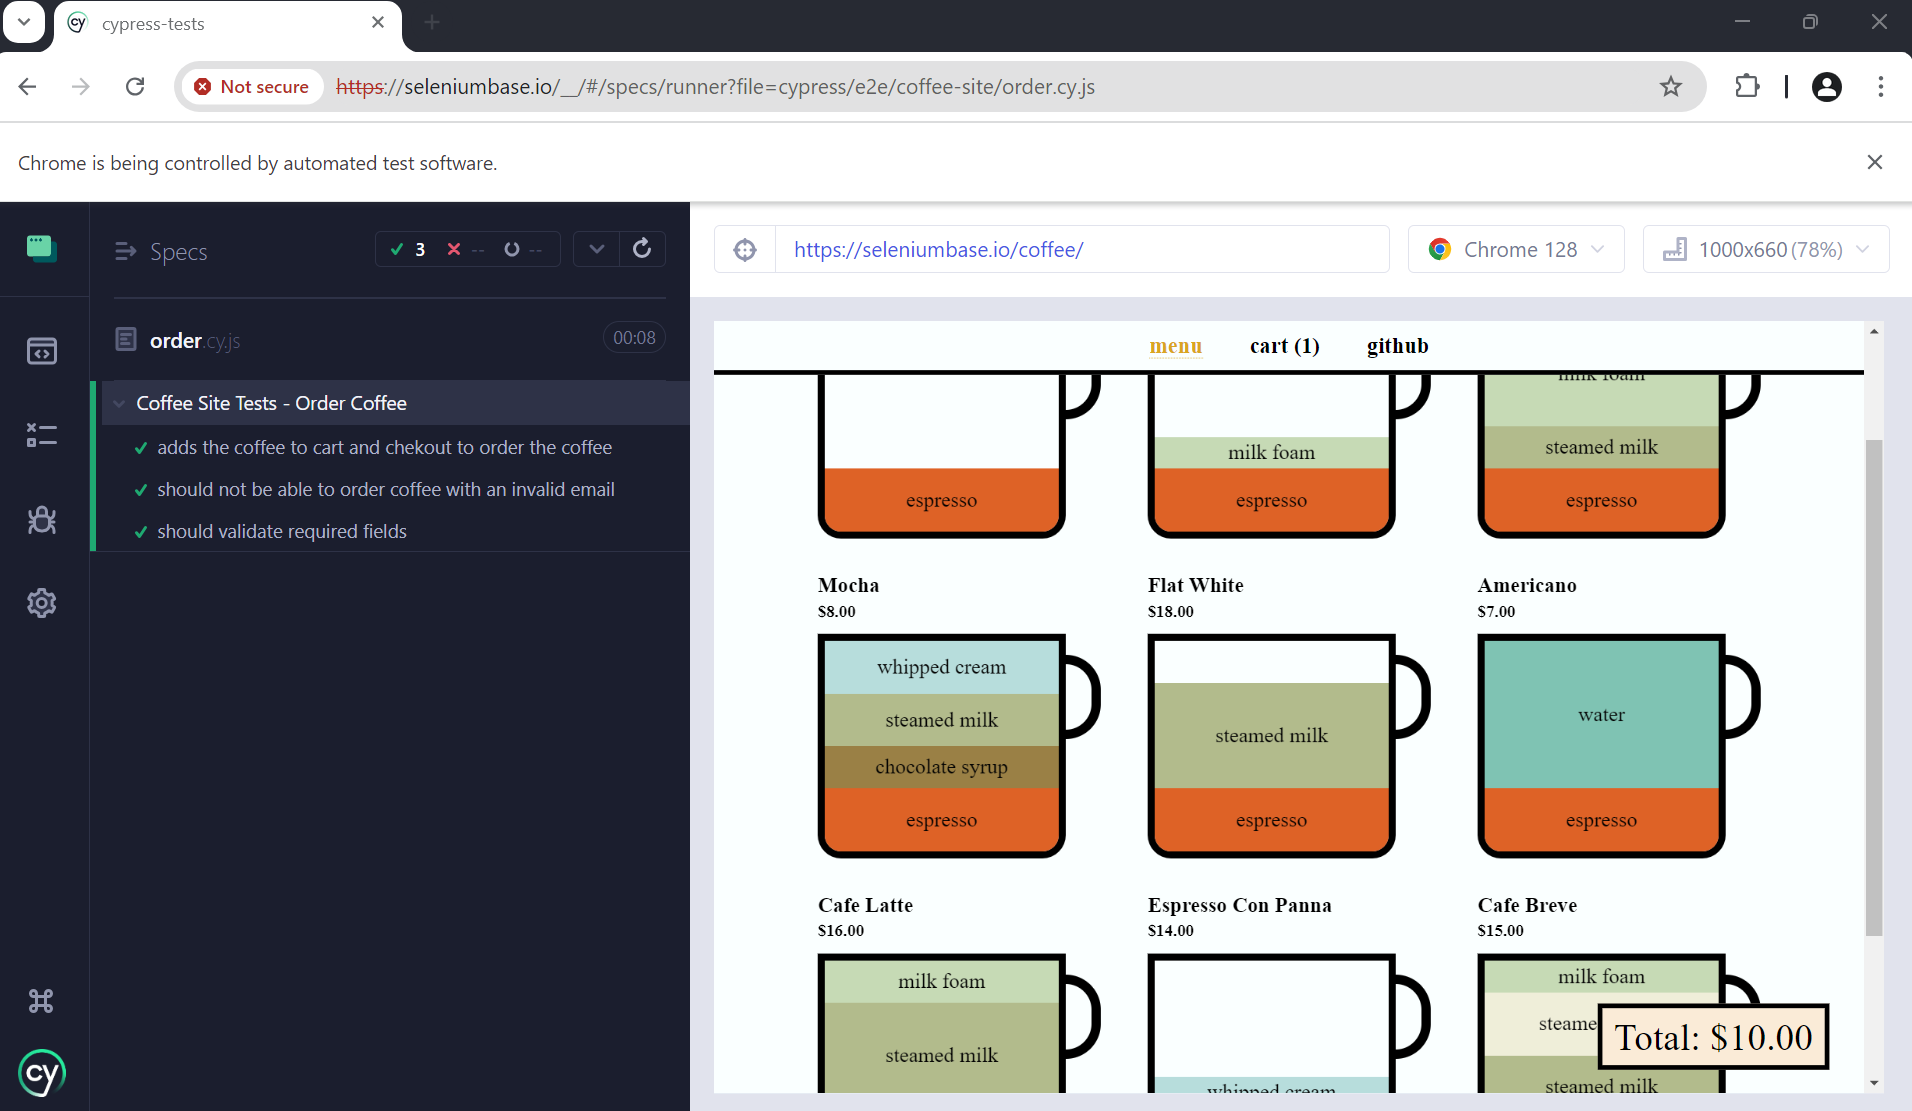 cypress-tests
Not secure
https://seleniumbase.io/__/#/specs/runner?file=cypress/e2e/coffee-site/order.cy.js
Chrome is being controlled by automated test software.
Specs
3 -- --
order.cy.js
00:08
Coffee Site Tests - Order Coffee
adds the coffee to cart and chekout to order the coffee
should not be able to order coffee with an invalid email
should validate required fields
cy
https://seleniumbase.io/coffee/
Chrome 128
1000x660 (78%)
menu cart (1) github
espresso
milk foam
espresso
milk foam
steamed milk
espresso
Mocha
$8.00
whipped cream
steamed milk
chocolate syrup
espresso
Flat White
$18.00
steamed milk
espresso
Americano
$7.00
water
espresso
Cafe Latte
$16.00
milk foam
steamed milk
Espresso Con Panna
$14.00
whipped cream
Cafe Breve
$15.00
milk foam
steame
steamed milk
Total: $10.00